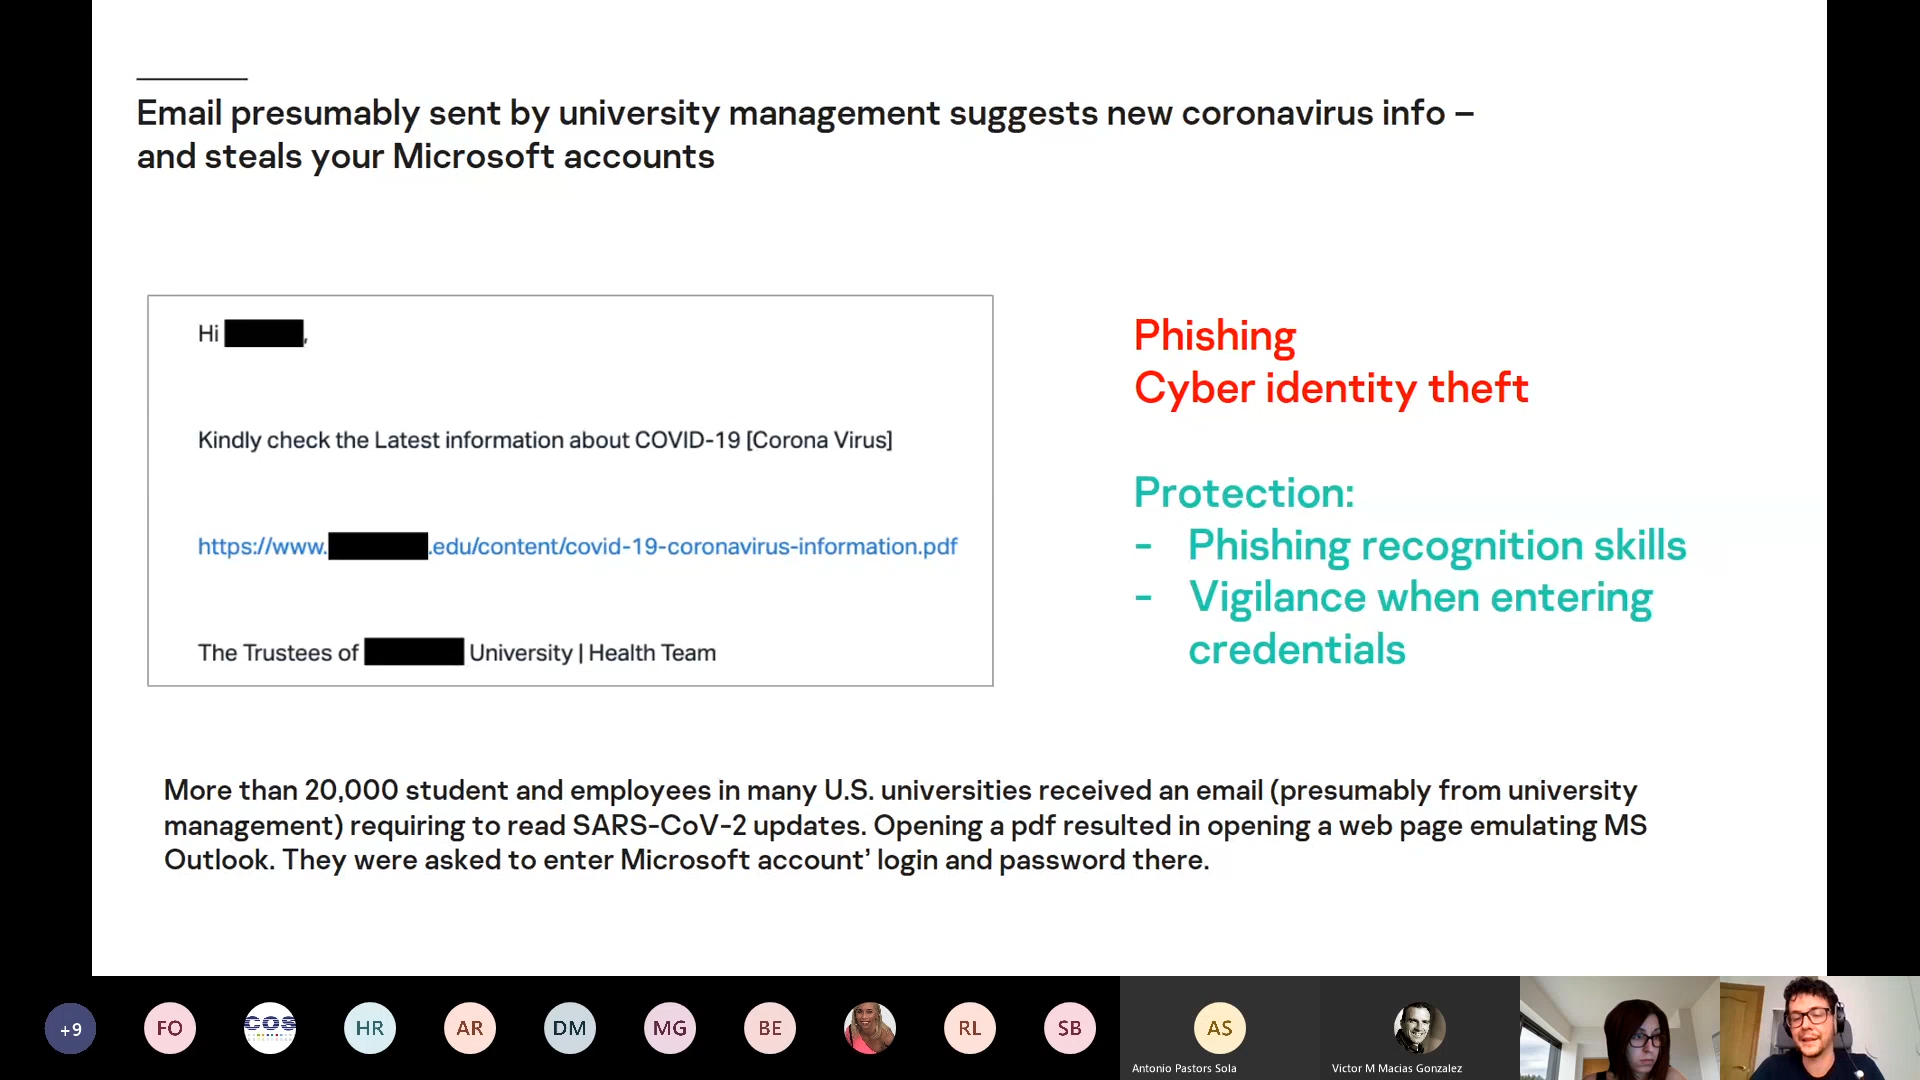 Email presumably sent by university management suggests new coronavirus info –
and steals your Microsoft accounts
Hi ,
Kindly check the Latest information about COVID-19 [Corona Virus]
https://www. .edu/content/covid-19-coronavirus-information.pdf
The Trustees of University | Health Team
Phishing
Cyber identity theft
Protection:
- Phishing recognition skills
- Vigilance when entering
credentials
More than 20,000 student and employees in many U.S. universities received an email (presumably from university
management) requiring to read SARS-CoV-2 updates. Opening a pdf resulted in opening a web page emulating MS
Outlook. They were asked to enter Microsoft account’ login and password there.
+9
FO
cos
HR
AR
DM
MG
BE
RL
SB
AS
Antonio Pastors Sola
Victor M Macias Gonzalez